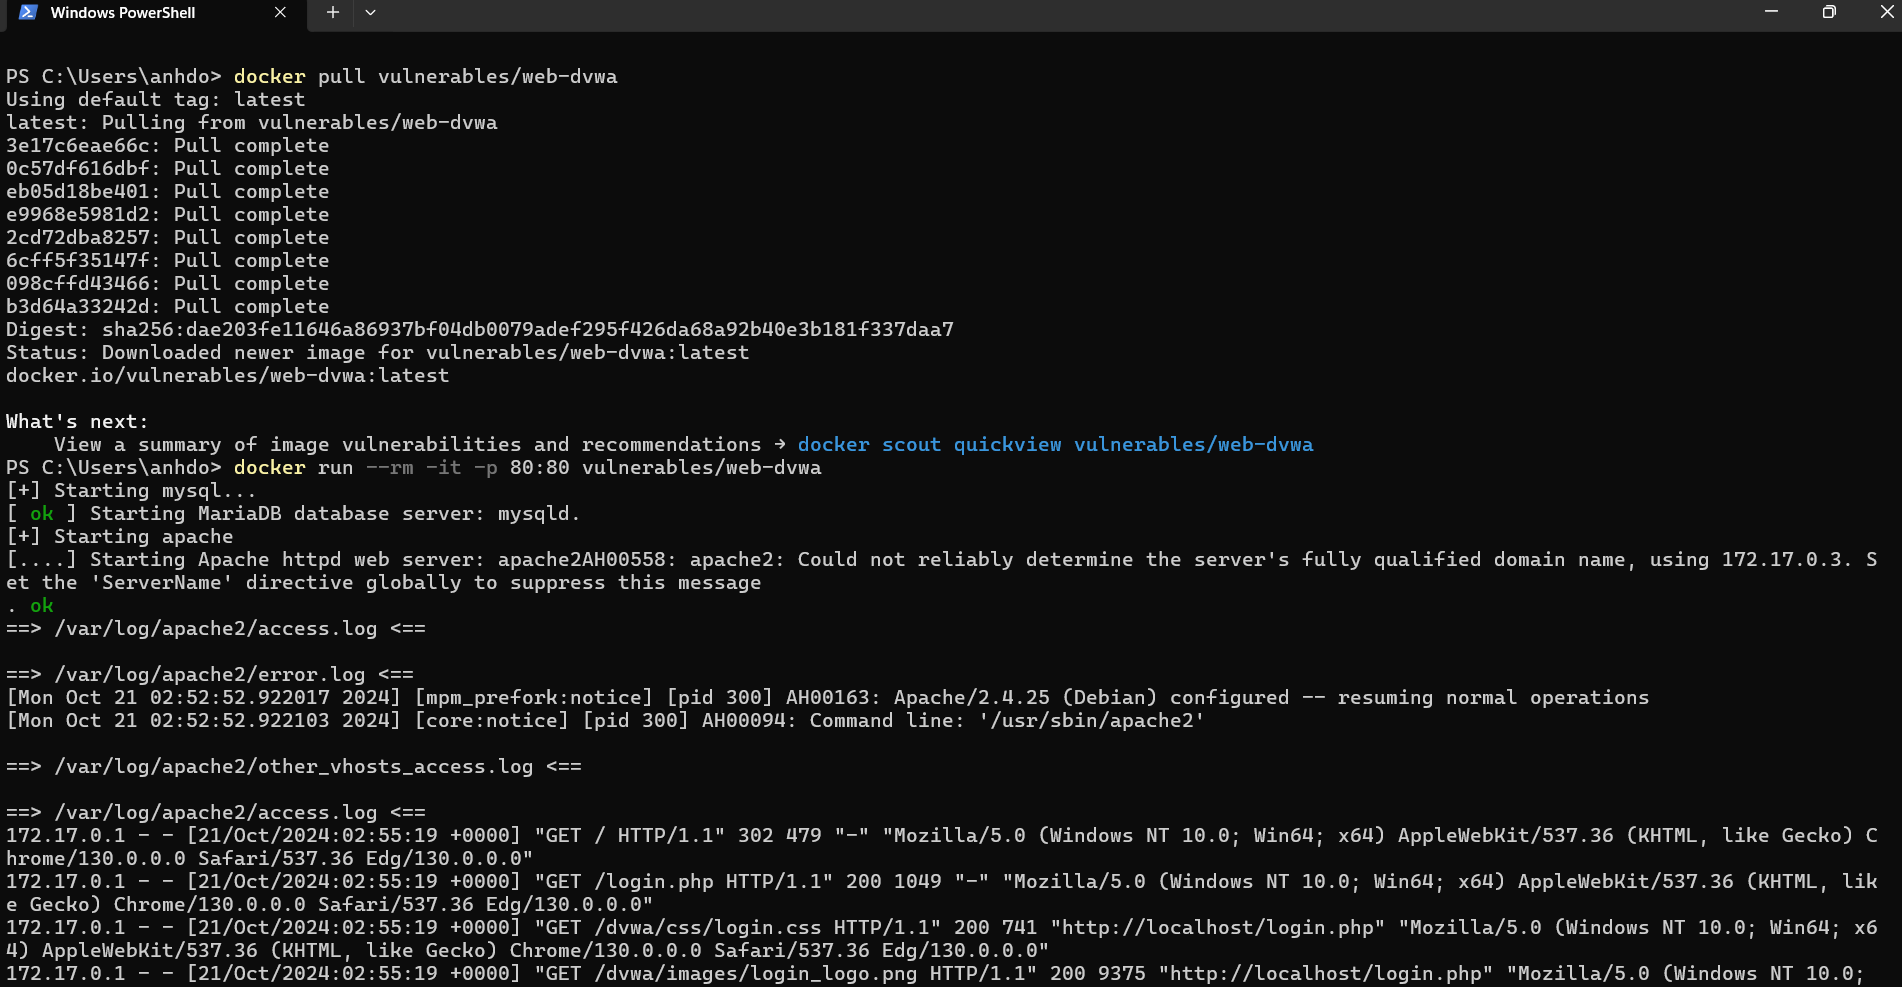 Windows PowerShell
PS C:\Users\anhdo> docker pull vulnerables/web-dvwa
Using default tag: latest
latest: Pulling from vulnerables/web-dvwa
3e17c6eae66c: Pull complete
0c57df616dbf: Pull complete
eb05d18be401: Pull complete
e9968e5981d2: Pull complete
2cd72dba8257: Pull complete
6cff5f35147f: Pull complete
098cffd43466: Pull complete
b3d64a33242d: Pull complete
Digest: sha256:dae203fe11646a86937bf04db0079adef295f426da68a92b40e3b181f337daa7
Status: Downloaded newer image for vulnerables/web-dvwa:latest
docker.io/vulnerables/web-dvwa:latest
What's next:
    View a summary of image vulnerabilities and recommendations → docker scout quickview vulnerables/web-dvwa
PS C:\Users\anhdo> docker run --rm -it -p 80:80 vulnerables/web-dvwa
[+] Starting mysql...
[ ok ] Starting MariaDB database server: mysqld.
[+] Starting apache
[....] Starting Apache httpd web server: apache2AH00558: apache2: Could not reliably determine the server's fully qualified domain name, using 172.17.0.3. S
et the 'ServerName' directive globally to suppress this message
. ok
==> /var/log/apache2/access.log <==
==> /var/log/apache2/error.log <==
[Mon Oct 21 02:52:52.922017 2024] [mpm_prefork:notice] [pid 300] AH00163: Apache/2.4.25 (Debian) configured -- resuming normal operations
[Mon Oct 21 02:52:52.922103 2024] [core:notice] [pid 300] AH00094: Command line: '/usr/sbin/apache2'
==> /var/log/apache2/other_vhosts_access.log <==
==> /var/log/apache2/access.log <==
172.17.0.1 - - [21/Oct/2024:02:55:19 +0000] "GET / HTTP/1.1" 302 479 "-" "Mozilla/5.0 (Windows NT 10.0; Win64; x64) AppleWebKit/537.36 (KHTML, like Gecko) C
hrome/130.0.0.0 Safari/537.36 Edg/130.0.0.0"
172.17.0.1 - - [21/Oct/2024:02:55:19 +0000] "GET /login.php HTTP/1.1" 200 1049 "-" "Mozilla/5.0 (Windows NT 10.0; Win64; x64) AppleWebKit/537.36 (KHTML, lik
e Gecko) Chrome/130.0.0.0 Safari/537.36 Edg/130.0.0.0"
172.17.0.1 - - [21/Oct/2024:02:55:19 +0000] "GET /dvwa/css/login.css HTTP/1.1" 200 741 "http://localhost/login.php" "Mozilla/5.0 (Windows NT 10.0; Win64; x6
4) AppleWebKit/537.36 (KHTML, like Gecko) Chrome/130.0.0.0 Safari/537.36 Edg/130.0.0.0"
172.17.0.1 - - [21/Oct/2024:02:55:19 +0000] "GET /dvwa/images/login_logo.png HTTP/1.1" 200 9375 "http://localhost/login.php" "Mozilla/5.0 (Windows NT 10.0;